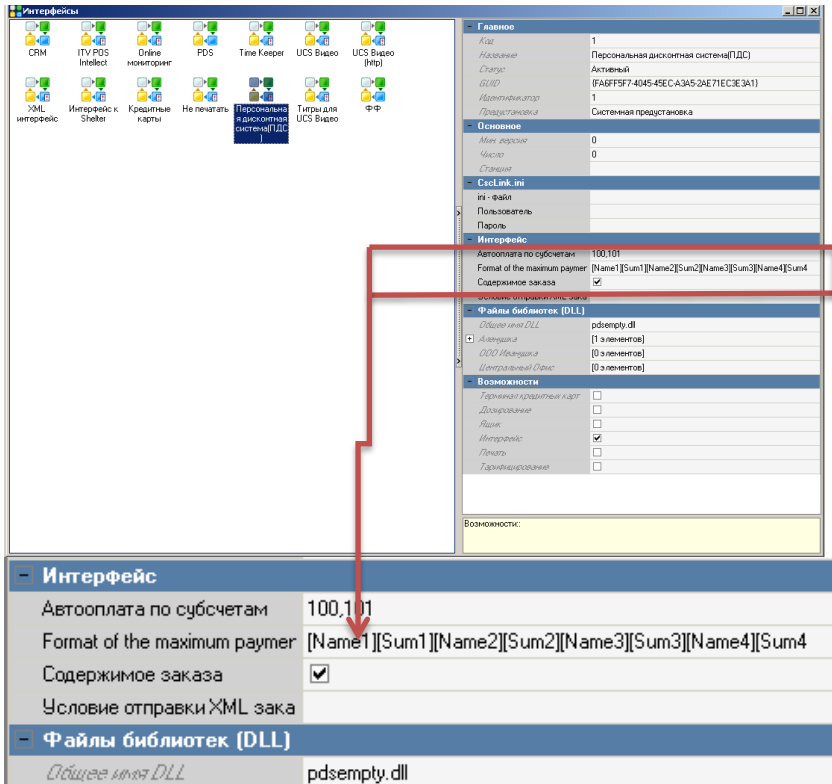 Интерфейсы
CRM
ITV POS Intellect
Online мониторинг
PDS
Time Keeper
UCS Видео
UCS Видео (http)
XML интерфейс
Интерфейс к Shelter
Кредитные карты
Не печатать
Персональна я дисконтная система(ПДС )
Титры для UCS Видео
ФФ
Главное
Код 1
Название Персональная дисконтная система(ПДС)
Статус Активный
GUID {FA6FF5F7-4045-45EC-A3A5-2AE71EC3E3A1}
Идентификатор 1
Предустановка Системная предустановка
Основное
Мин. версия 0
Число 0
Станция
CscLink.ini
ini - файл
Пользователь
Пароль
Интерфейс
Автооплата по субсчетам 100,101
Format of the maximum paymer [Name1][Sum1][Name2][Sum2][Name3][Sum3][Name4][Sum4
Содержимое заказа
Условие отправки XML зака
Файлы библиотек (DLL)
Общее имя DLL pdsempty.dll
Аленушка [1 элементов]
ООО Иванушка [0 элементов]
Центральный Офис [0 элементов]
Возможности
Терминал кредитных карт
Дозирование
Ящик
Интерфейс
Печать
Тарифицирование
Возможности::
Интерфейс
Автооплата по субсчетам 100,101
Format of the maximum paymer [Name1][Sum1][Name2][Sum2][Name3][Sum3][Name4][Sum4
Содержимое заказа
Условие отправки XML зака
Файлы библиотек (DLL)
Общее имя DLL pdsempty.dll